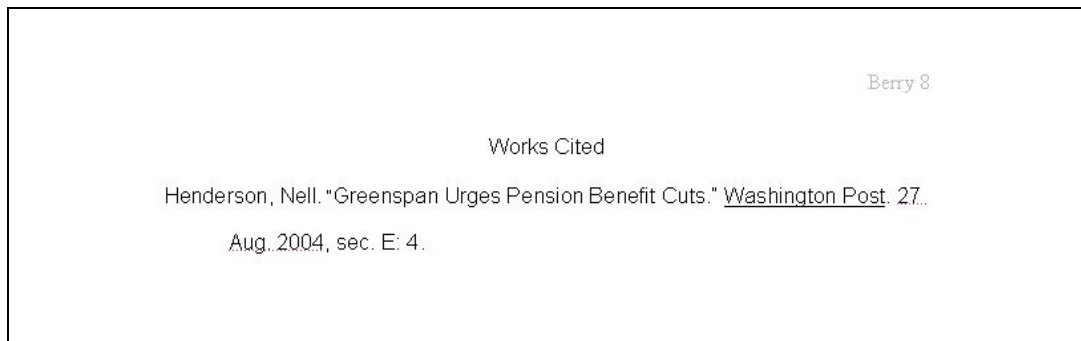 Berry 8
Works Cited
Henderson, Nell. "Greenspan Urges Pension Benefit Cuts." Washington Post. 27
Aug. 2004, sec. E: 4.